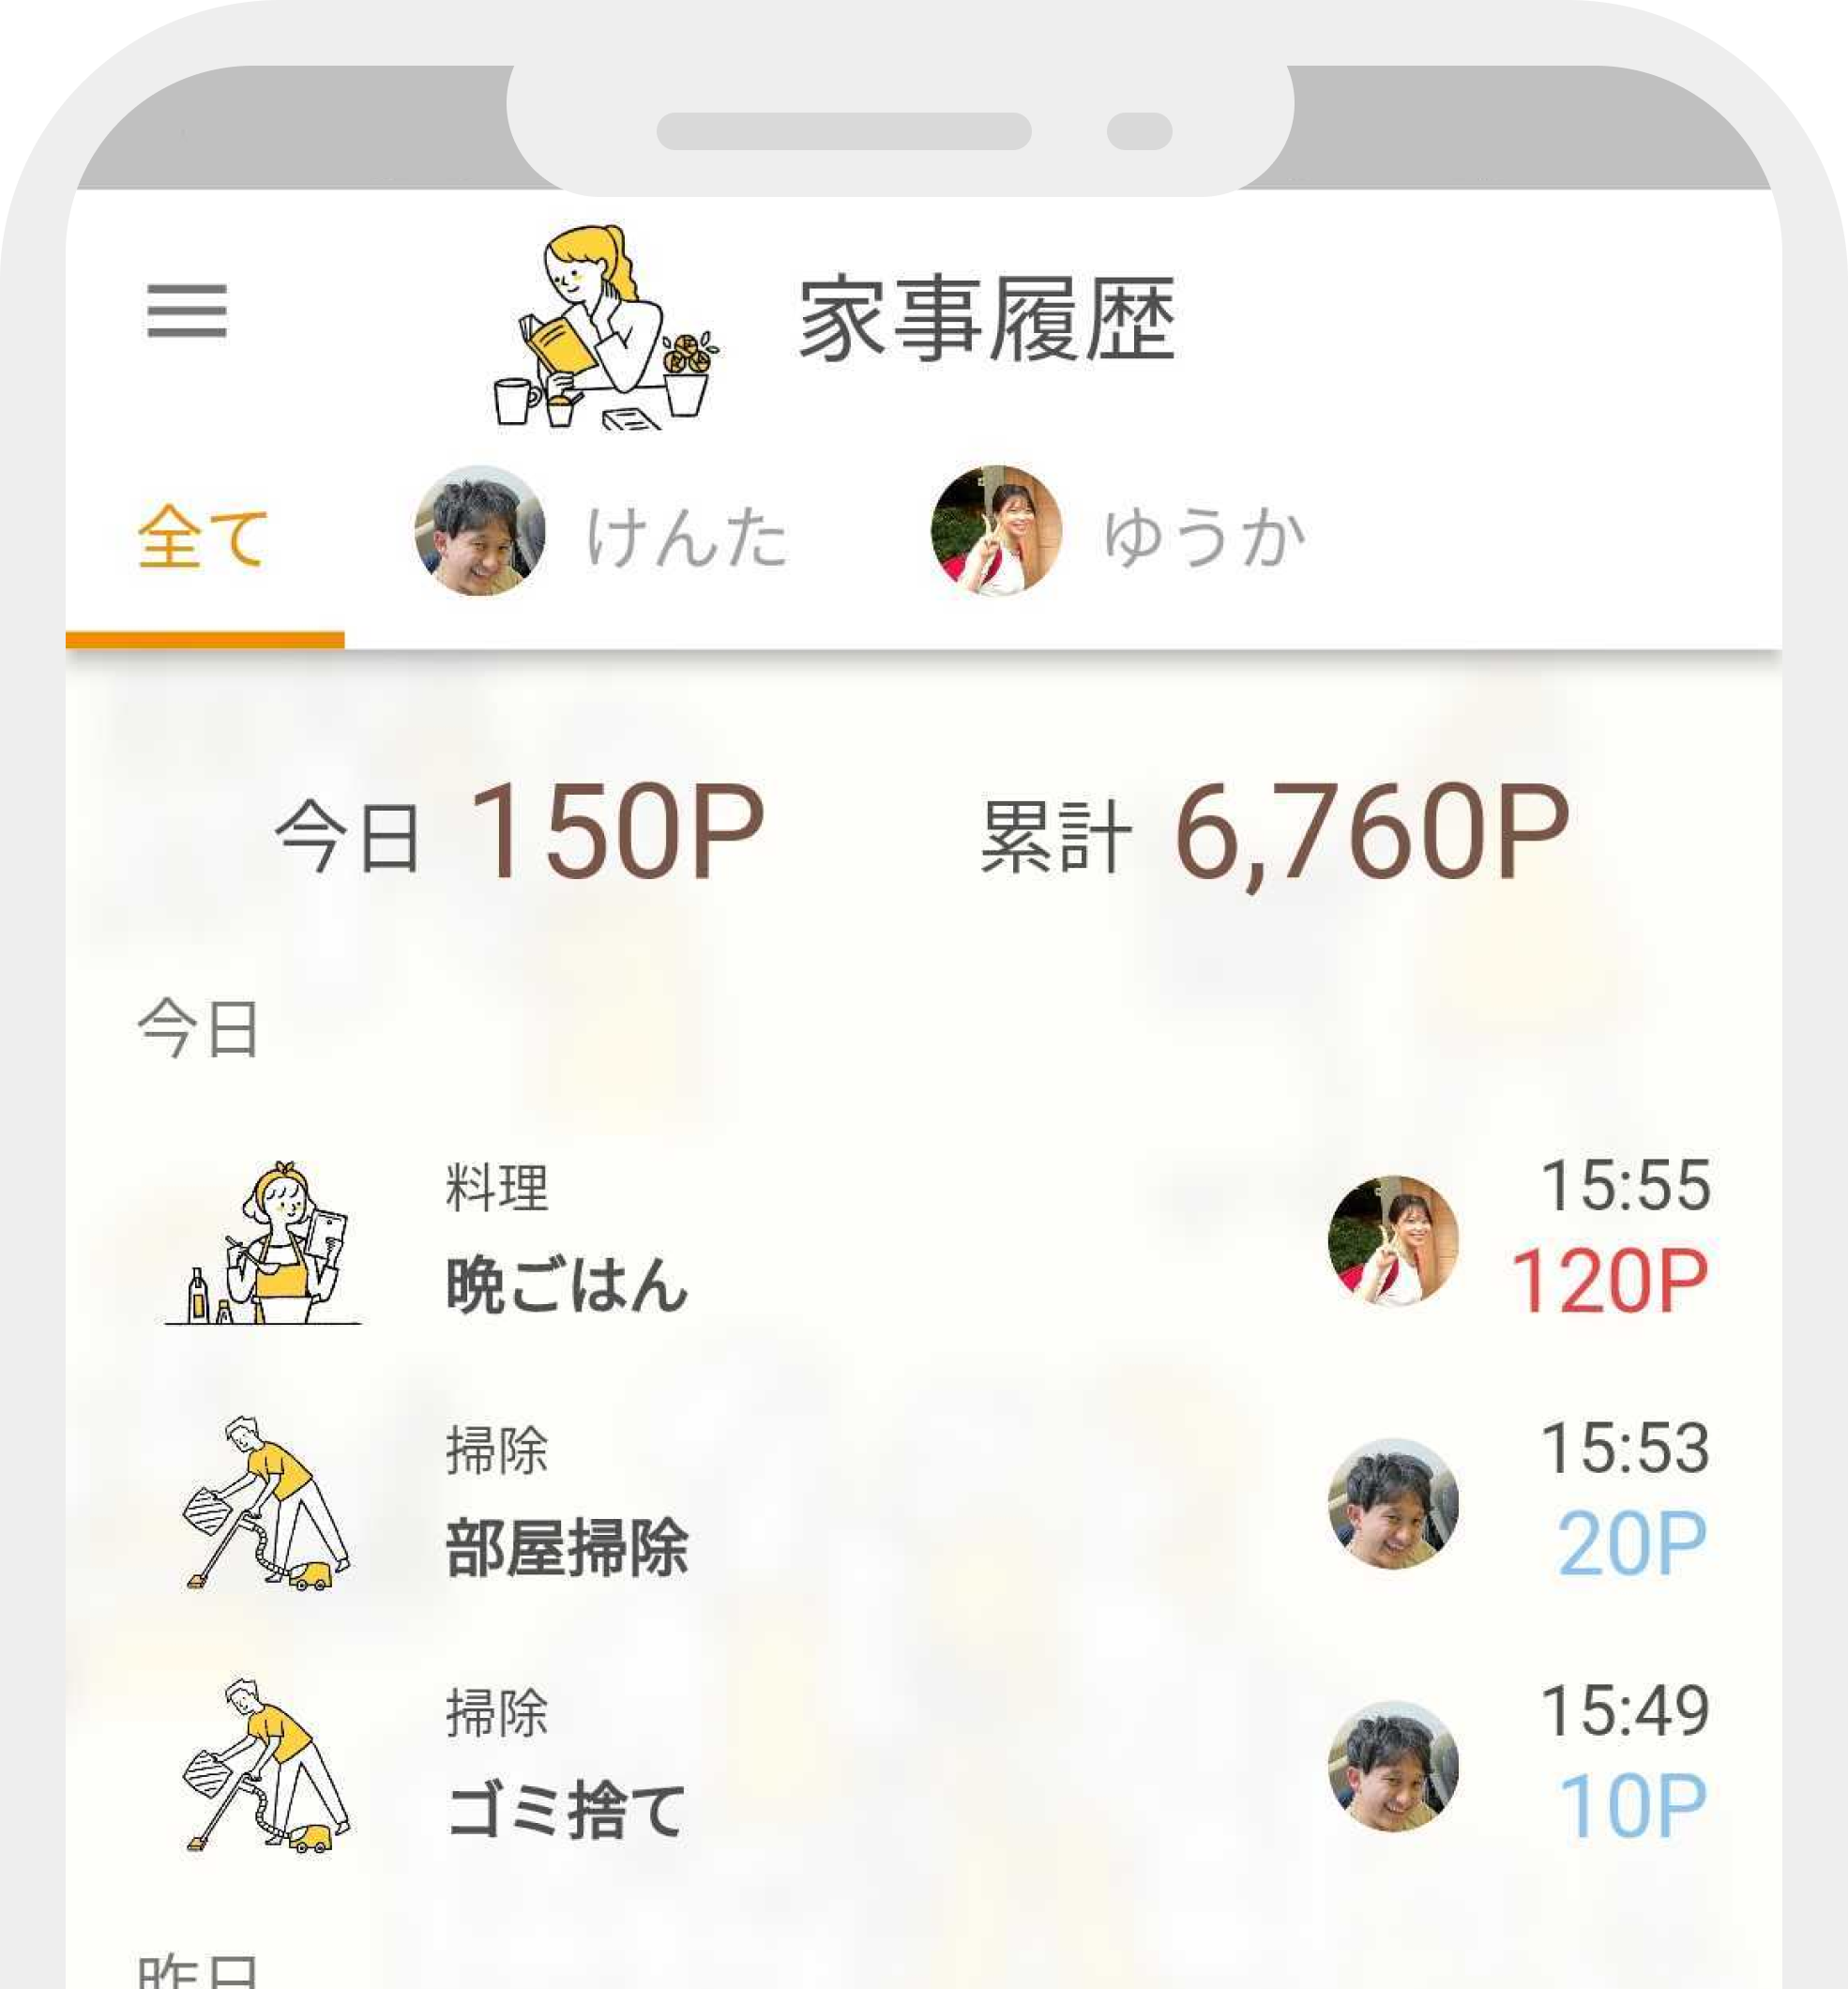 家事履歴
全て けんた ゆうか
今日 150P 累計 6,760P
今日
料理
晩ごはん
15:55
120P
掃除
部屋掃除
15:53
20P
掃除
ゴミ捨て
15:49
10P
昨日